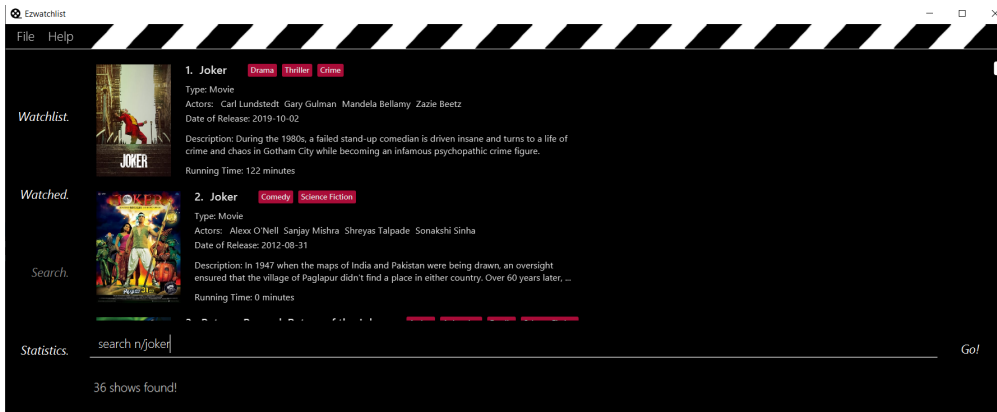 Ezwatchlist
File Help
Watchlist.
Watched.
Search.
Statistics.
JOKER
1. Joker Drama Thriller Crime
Type: Movie
Actors: Carl Lundstedt Gary Gulman Mandela Bellamy Zazie Beetz
Date of Release: 2019-10-02
Description: During the 1980s, a failed stand-up comedian is driven insane and turns to a life of
crime and chaos in Gotham City while becoming an infamous psychopathic crime figure.
Running Time: 122 minutes
JOKER
2. Joker Comedy Science Fiction
Type: Movie
Actors: Alexx O'Nell Sanjay Mishra Shreyas Talpade Sonakshi Sinha
Date of Release: 2012-08-31
Description: In 1947 when the maps of India and Pakistan were being drawn, an oversight
ensured that the village of Paglapur didn't find a place in either country. Over 60 years later, ...
Running Time: 0 minutes
search n/joker
Go!
36 shows found!